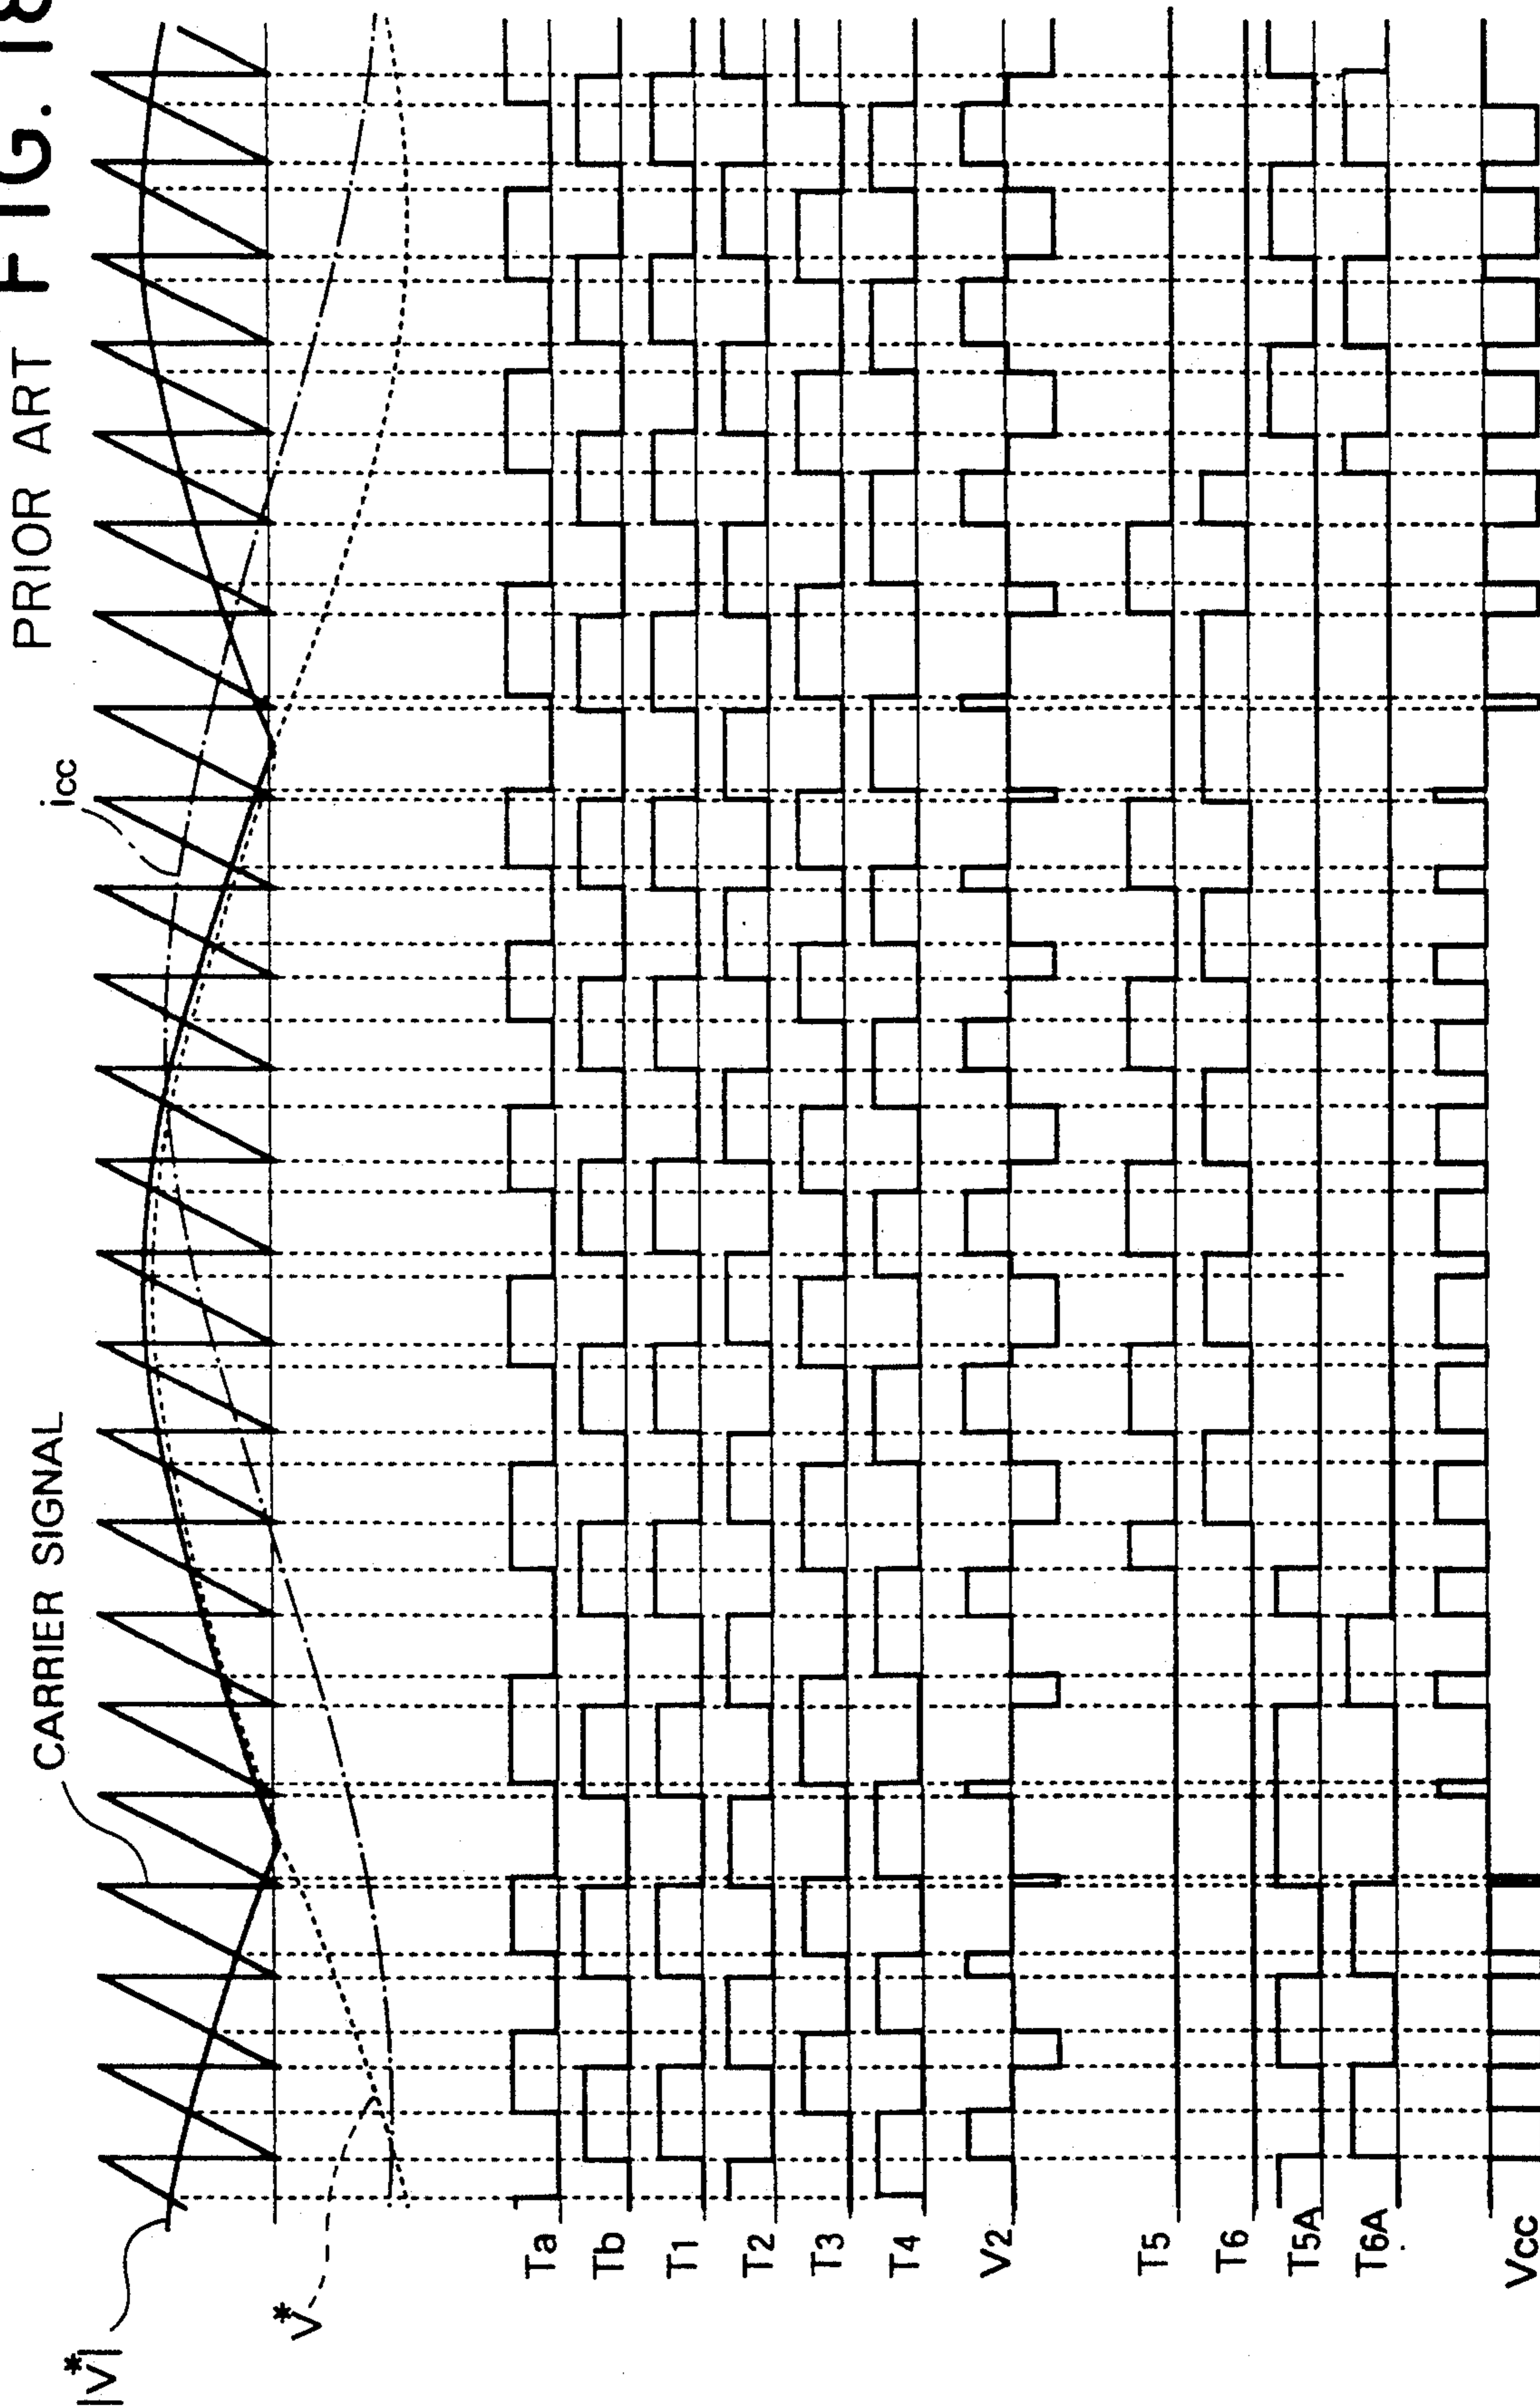 FIG. 18
PRIOR ART
CARRIER SIGNAL
icc
|V*|
V*
Ta
Tb
T1
T2
T3
T4
V2
T5
T6
T5A
T6A
Vcc